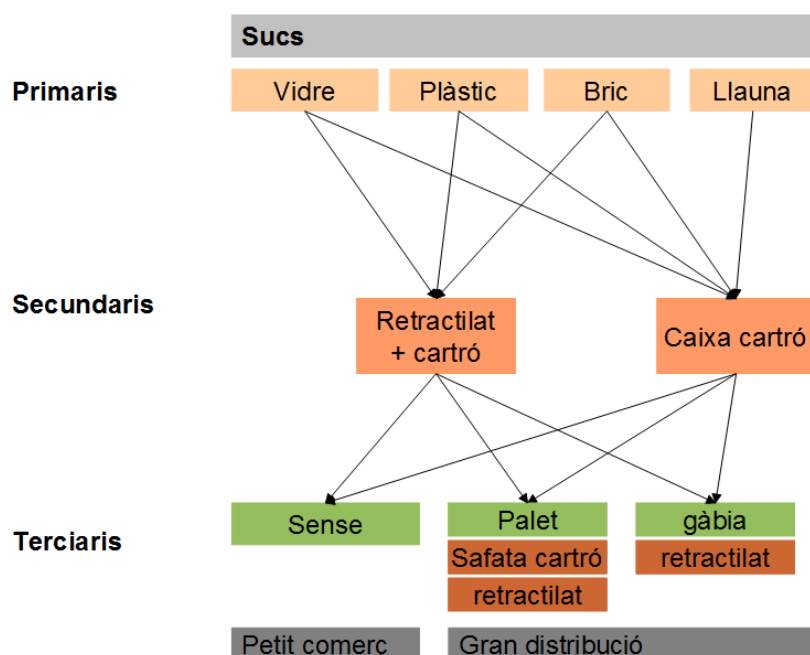 Sucs
Primaris
Vidre
Plàstic
Bric
Llauna
Secundaris
Retractilat
+ cartró
Caixa cartró
Terciaris
Sense
Palet
gàbia
Safata cartró
retractilat
retractilat
Petit comerç
Gran distribució